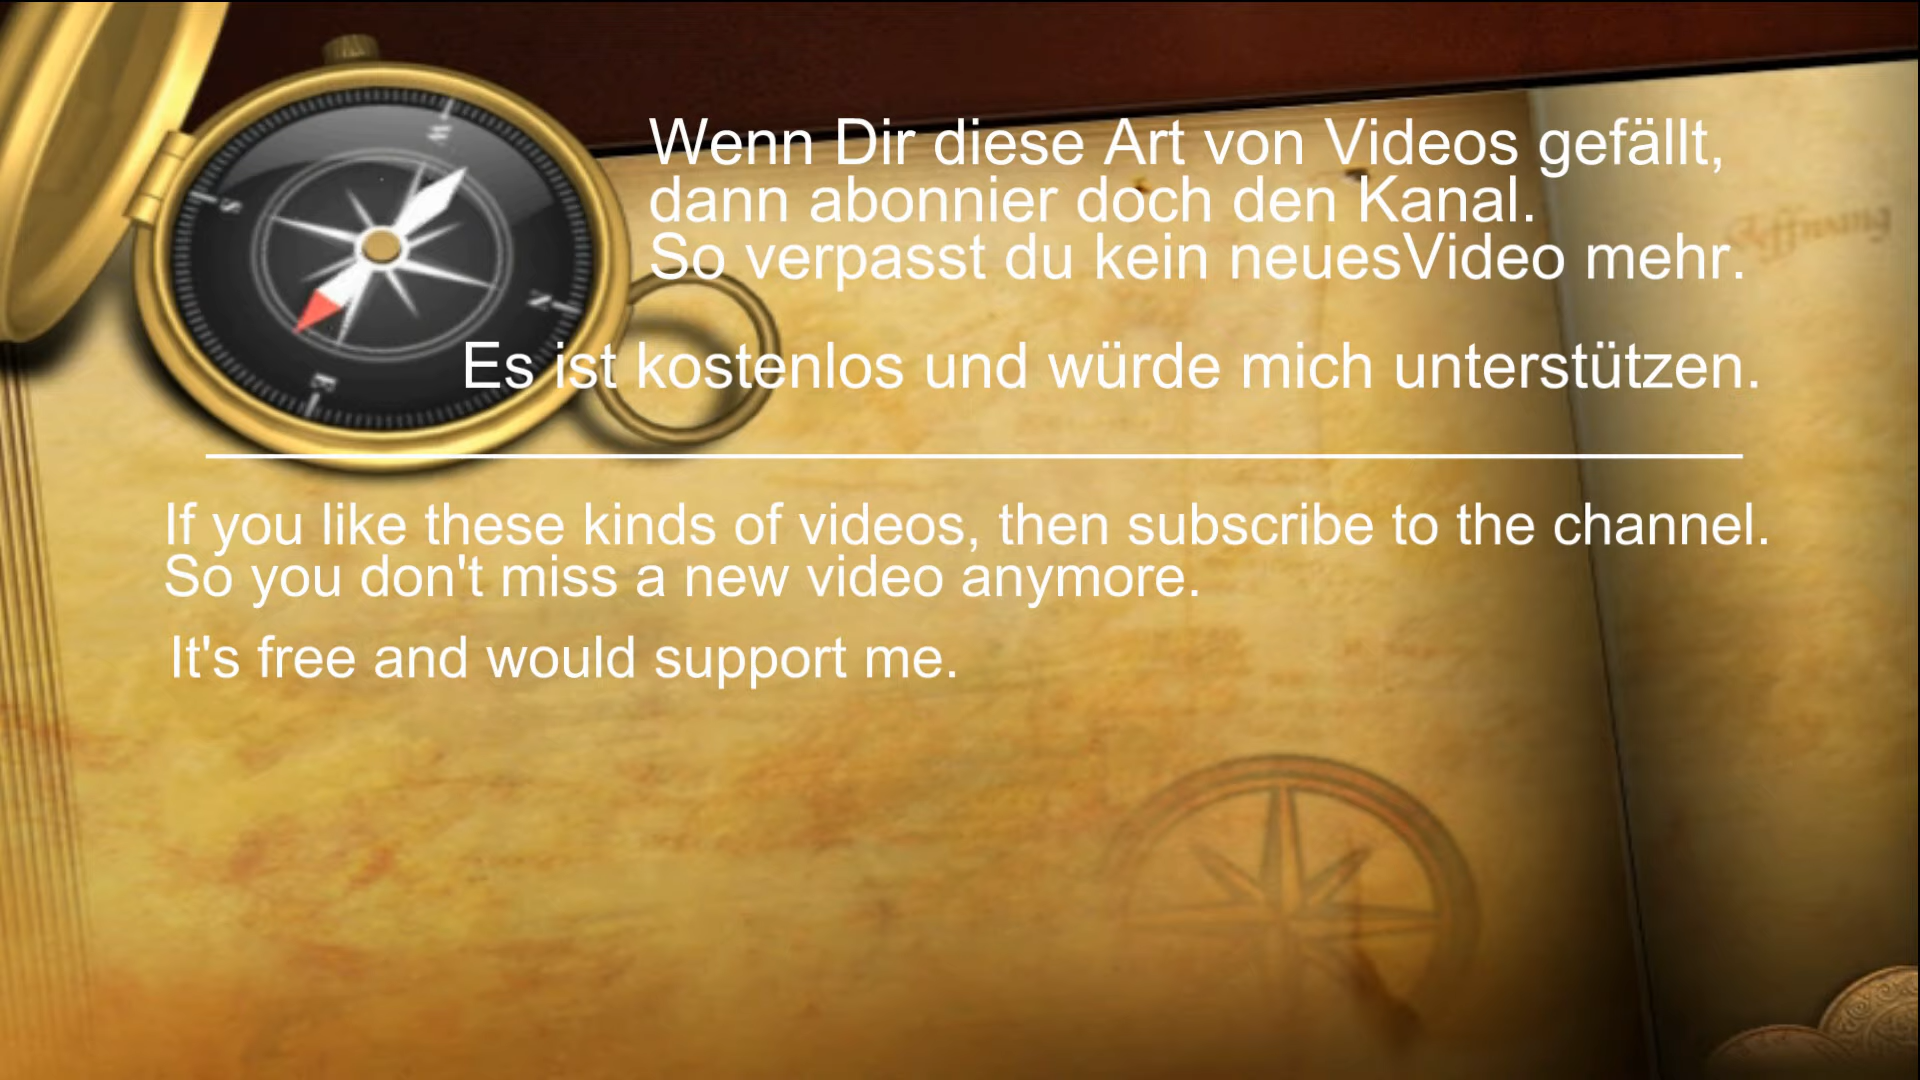 Wenn Dir diese Art von Videos gefällt,
dann abonnier doch den Kanal.
So verpasst du kein neuesVideo mehr.
Es ist kostenlos und würde mich unterstützen.
If you like these kinds of videos, then subscribe to the channel.
So you don't miss a new video anymore.
It's free and would support me.
W
S
N
E